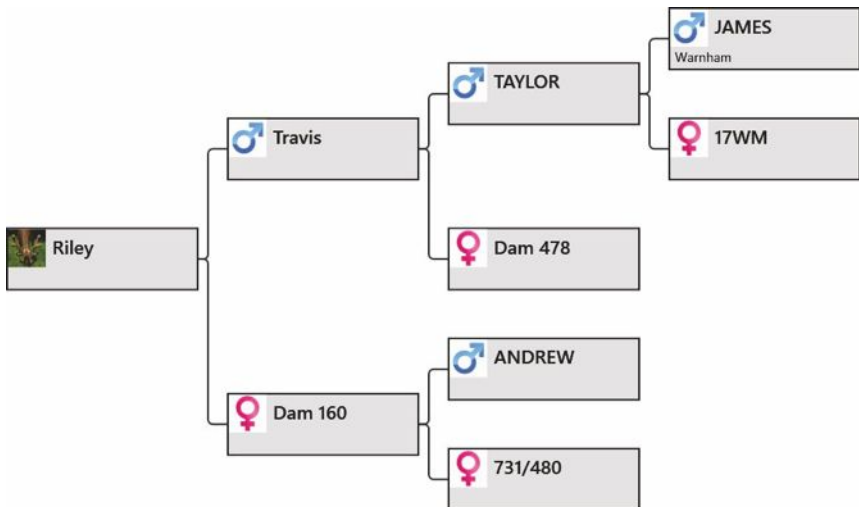 JAMES
Warnham
TAYLOR
17WM
Travis
Riley
Dam 478
ANDREW
Dam 160
731/480